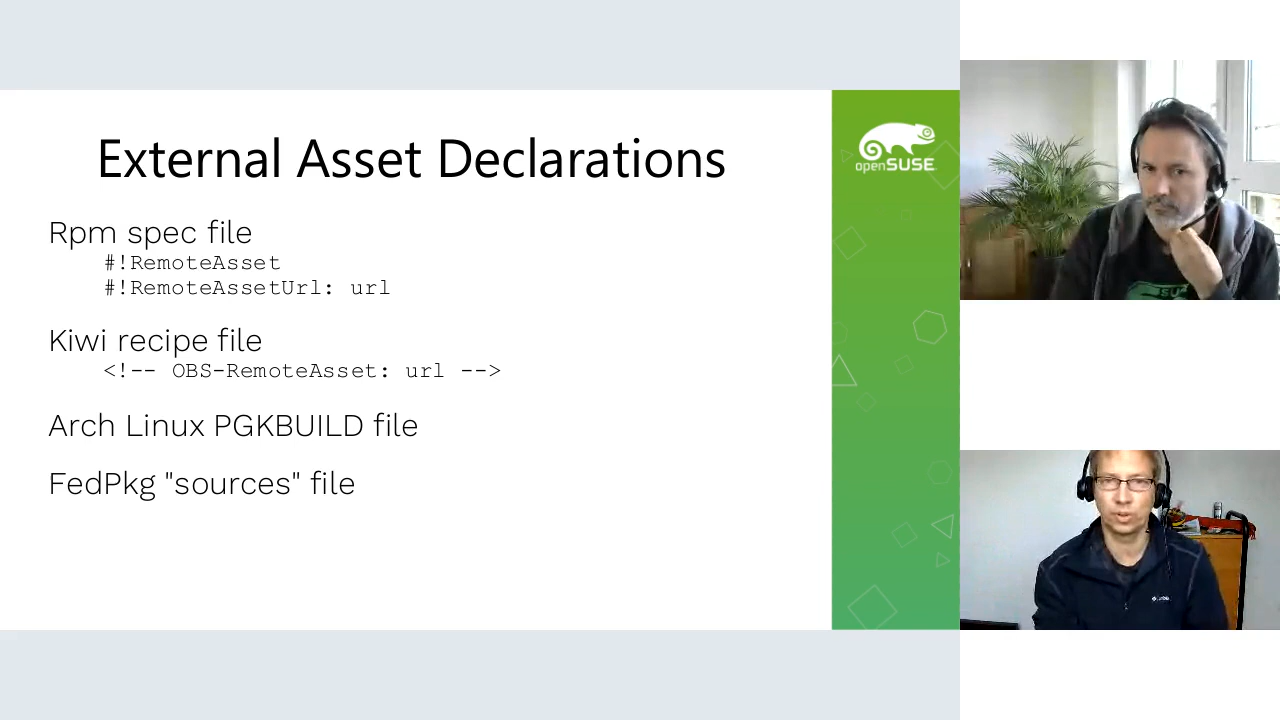 External Asset Declarations
openSUSE
Rpm spec file
#!RemoteAsset
#!RemoteAssetUrl: url
Kiwi recipe file
<!-- OBS-RemoteAsset: url -->
Arch Linux PGKBUILD file
FedPkg "sources" file